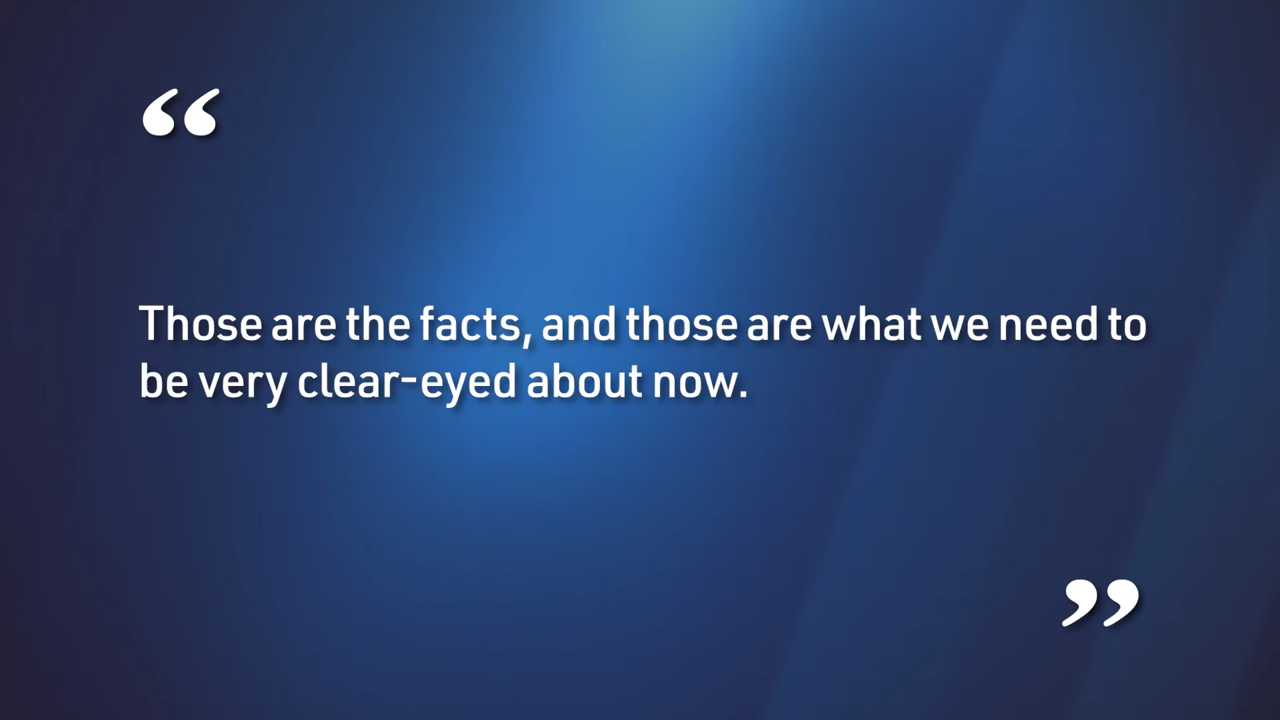 “
Those are the facts, and those are what we need to
be very clear-eyed about now.
”